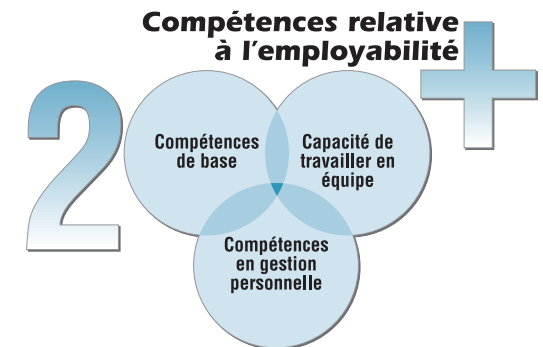 Compétences relative
à l'employabilité
2
+
Compétences
de base
Capacité de
travailler en
équipe
Compétences
en gestion
personnelle